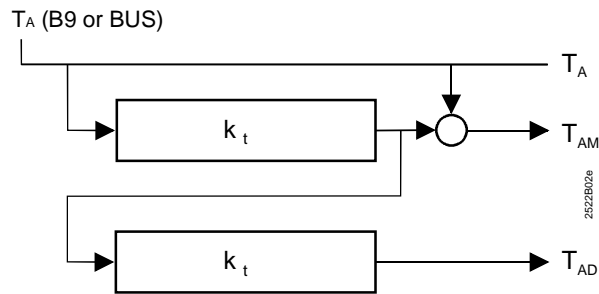 TA (B9 or BUS)
TA
kt
TAM
2522B02e
kt
TAD